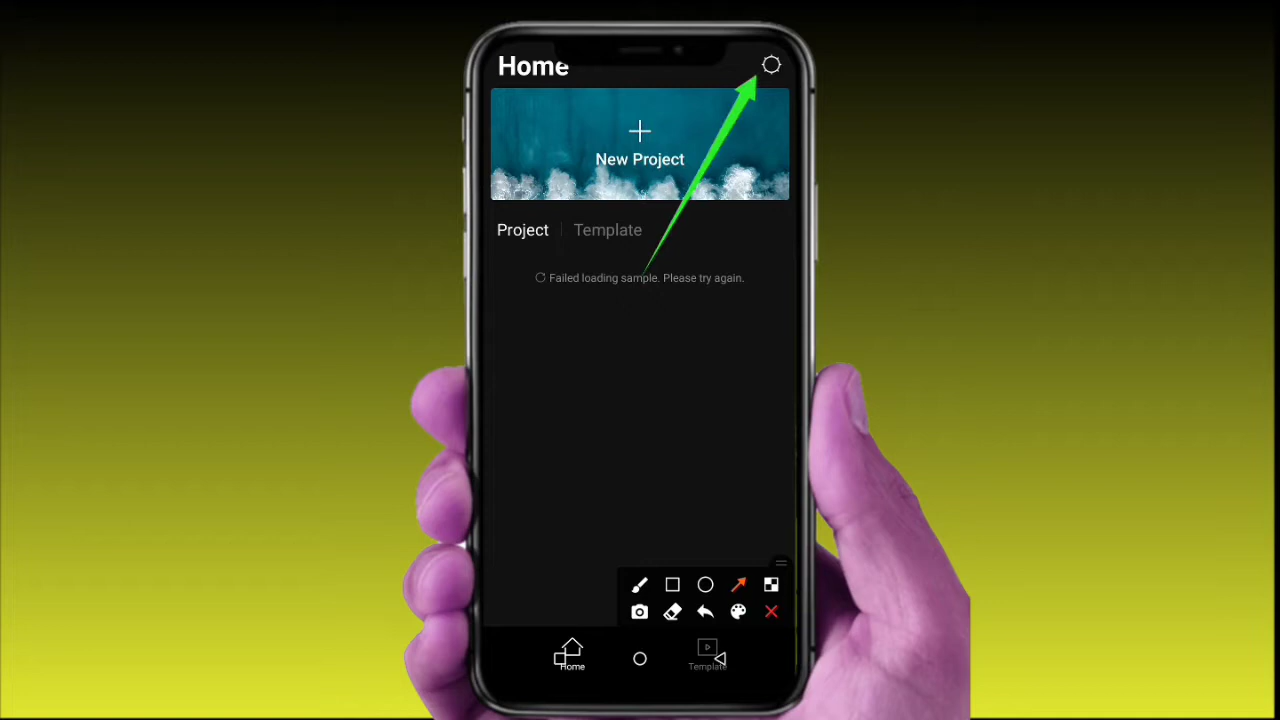 Home
New Project
Project
Template
Failed loading sample. Please try again.
Home
Template